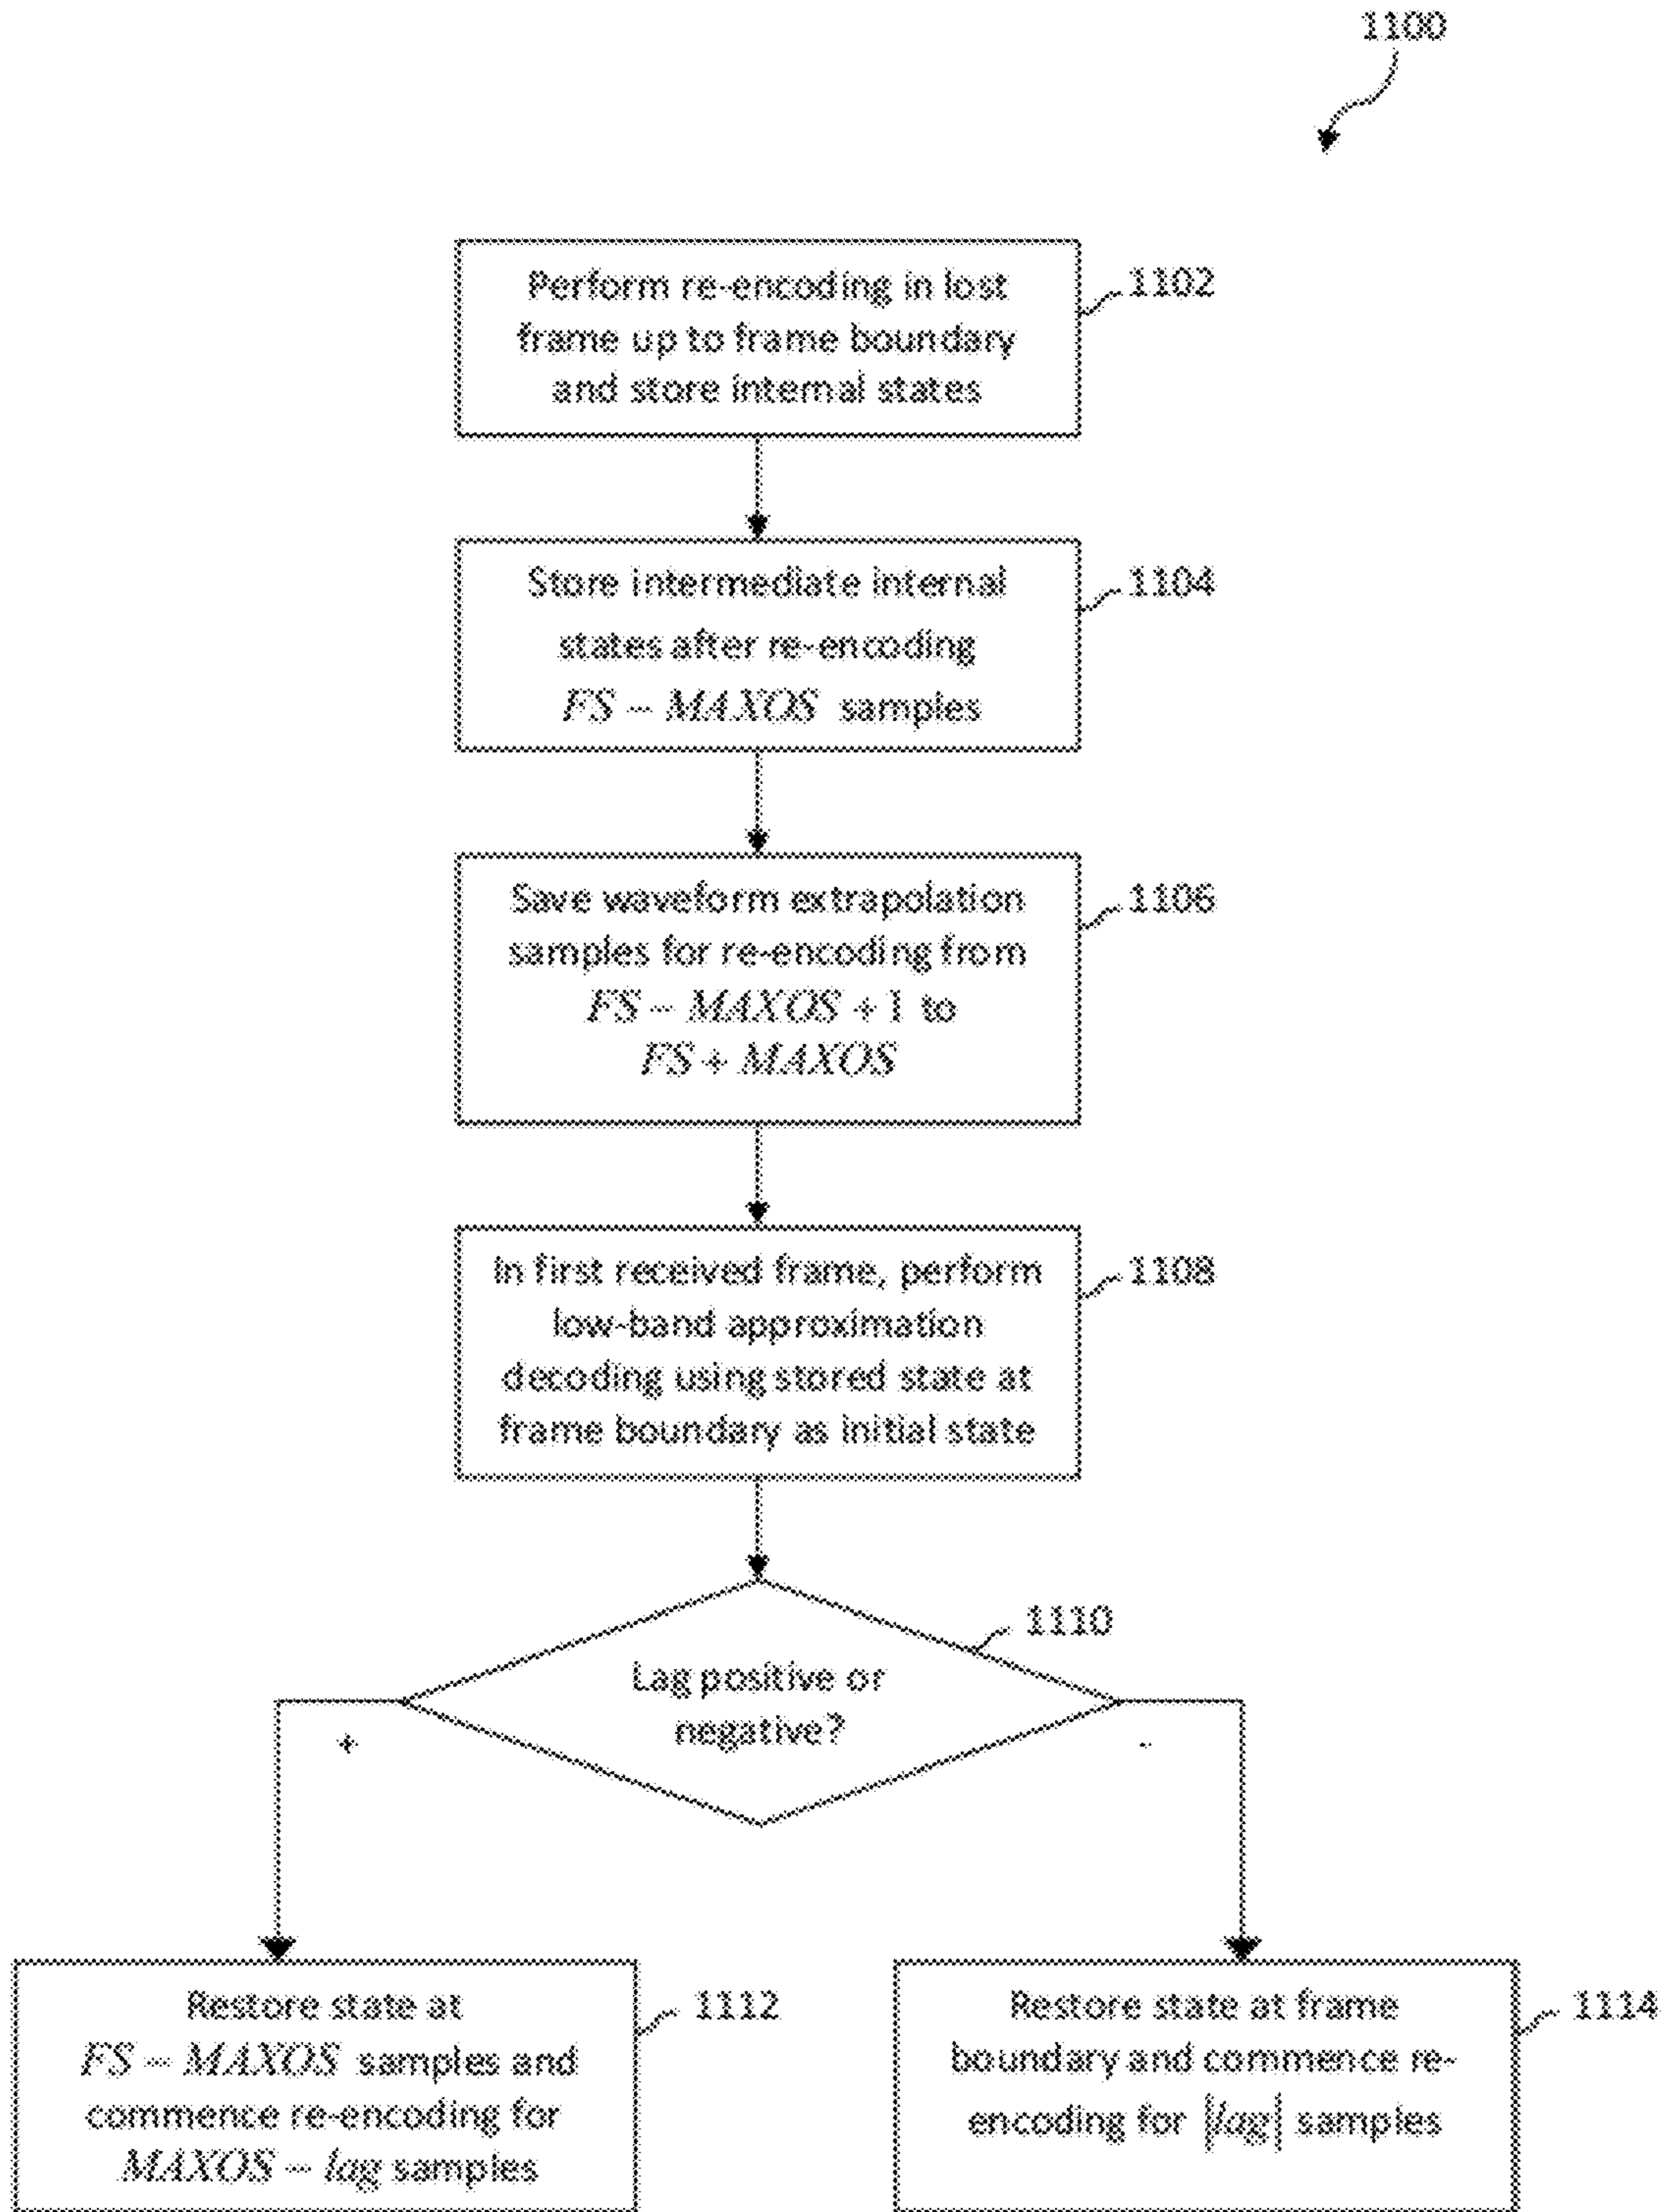 1100
Perform re-encoding in lost
frame up to frame boundary
and store internal states
1102
Store intermediate internal
states after re-encoding
FS - MAXOS samples
1104
Save waveform extrapolation
samples for re-encoding from
FS - MAXOS + 1 to
FS + MAXOS
1106
In first received frame, perform
low-band approximation
decoding using stored state at
frame boundary as initial state
1108
Lag positive or
negative?
1110
+
-
Restore state at
FS - MAXOS samples and
commence re-encoding for
MAXOS - lag samples
1112
Restore state at frame
boundary and commence re-
encoding for |lag| samples
1114